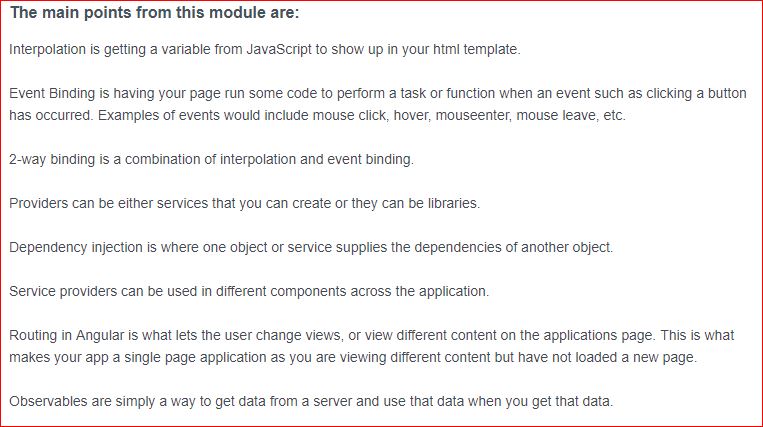 The main points from this module are:
Interpolation is getting a variable from JavaScript to show up in your html template.
Event Binding is having your page run some code to perform a task or function when an event such as clicking a button
has occurred. Examples of events would include mouse click, hover, mouseenter, mouse leave, etc.
2-way binding is a combination of interpolation and event binding.
Providers can be either services that you can create or they can be libraries.
Dependency injection is where one object or service supplies the dependencies of another object.
Service providers can be used in different components across the application.
Routing in Angular is what lets the user change views, or view different content on the applications page. This is what
makes your app a single page application as you are viewing different content but have not loaded a new page.
Observables are simply a way to get data from a server and use that data when you get that data.